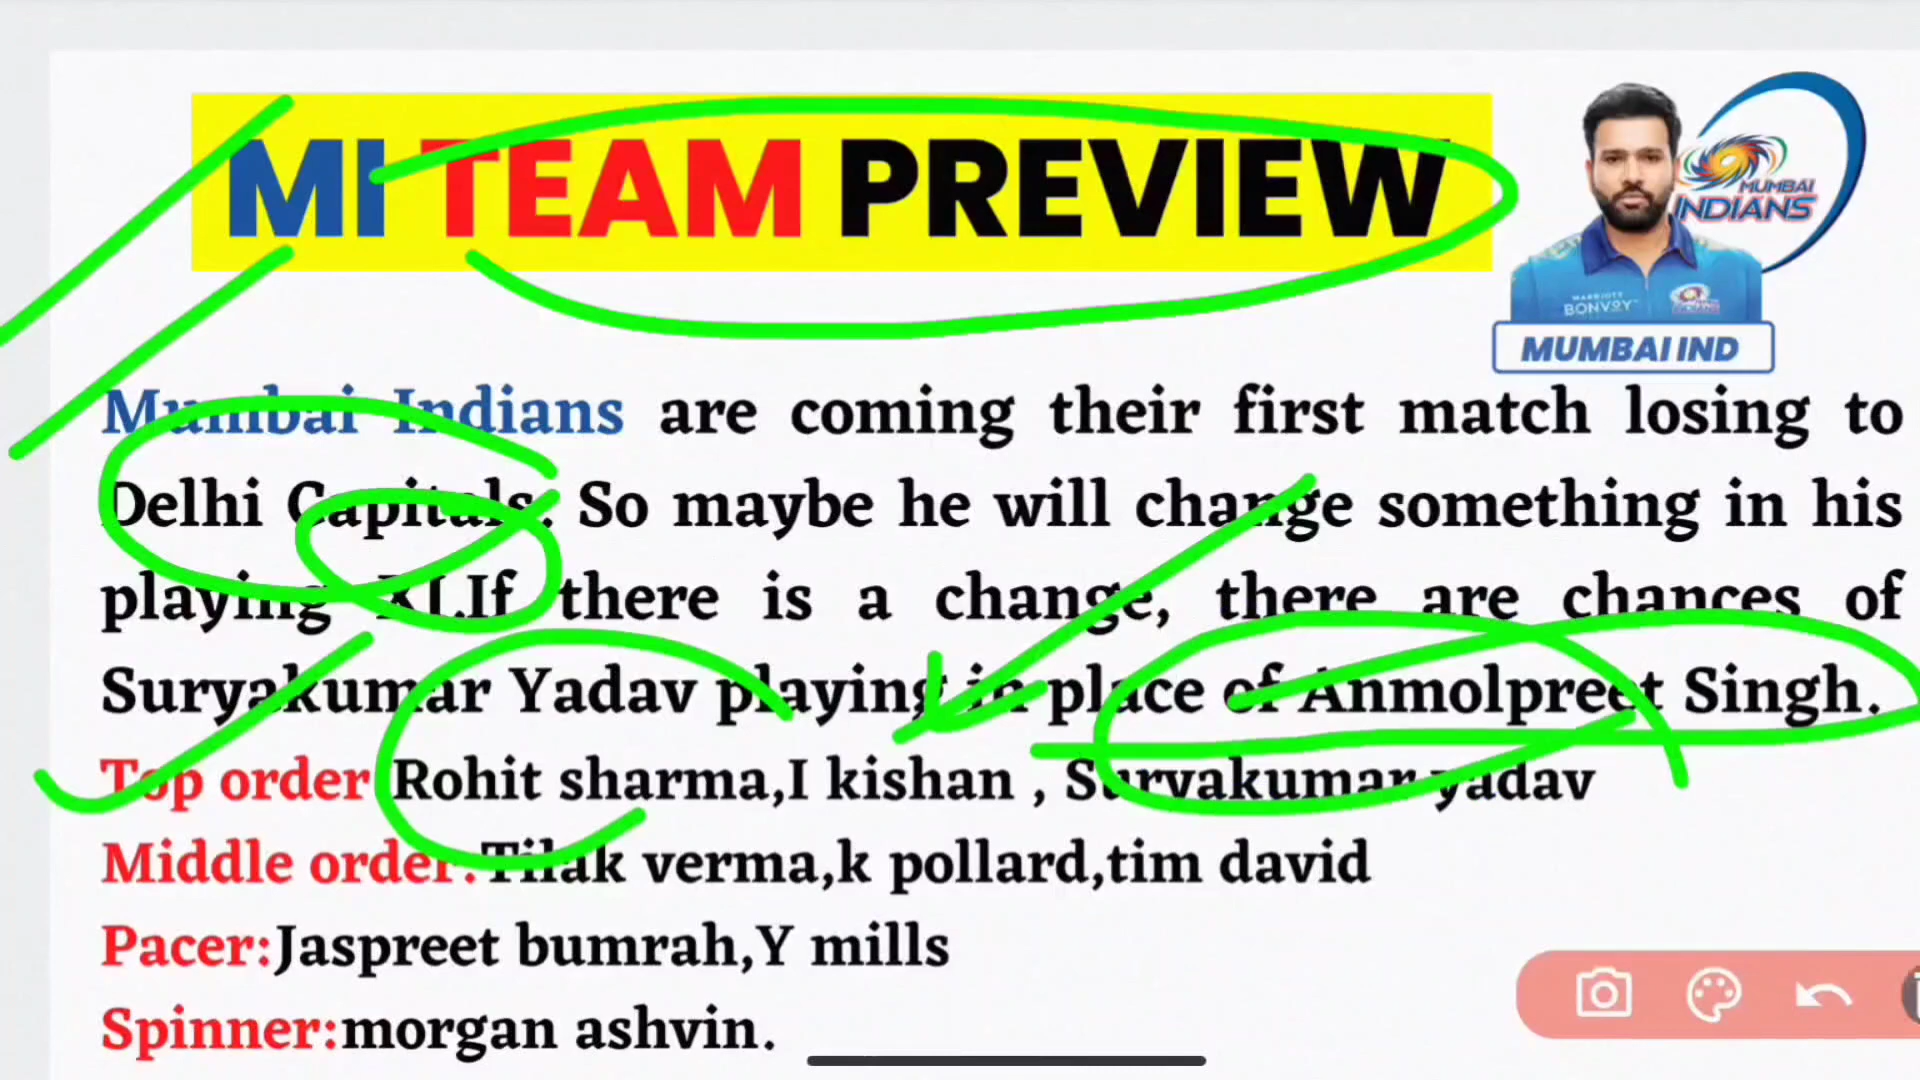 MI TEAM PREVIEW
MUMBAI
INDIANS
MARRIOTT
BONVOY
MUMBAI IND
Mumbai Indians are coming their first match losing to
Delhi Capitals. So maybe he will change something in his
playing XI.If there is a change, there are chances of
Suryakumar Yadav playing in place of Anmolpreet Singh.
Top order Rohit sharma,I kishan , Suryakumar yadav
Middle order:Tilak verma,k pollard,tim david
Pacer:Jaspreet bumrah,Y mills
Spinner:morgan ashvin.